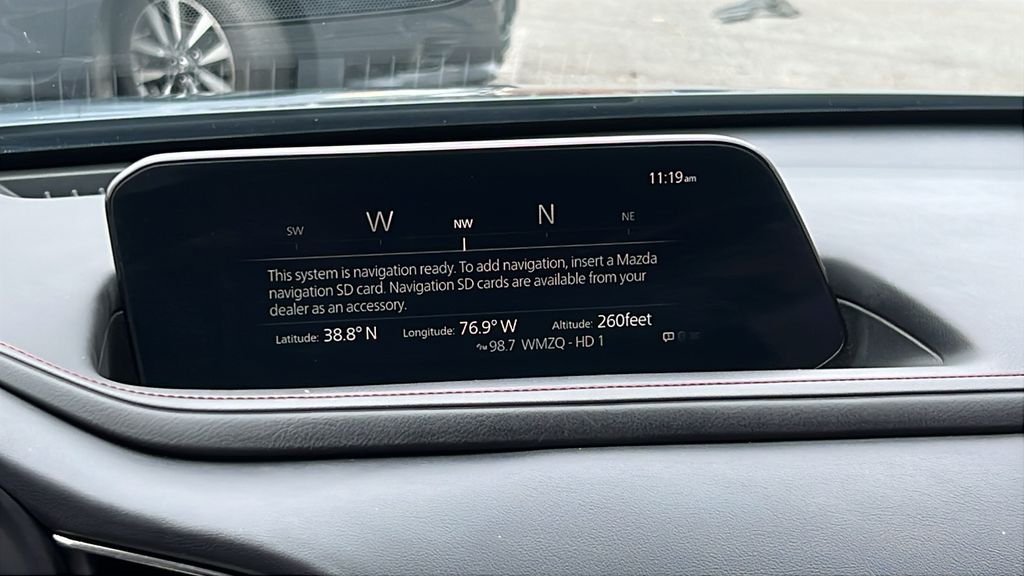 11:19am
SW W NW N NE
This system is navigation ready. To add navigation, insert a Mazda
navigation SD card. Navigation SD cards are available from your
dealer as an accessory.
Latitude: 38.8° N Longitude: 76.9° W Altitude: 260feet
FM 98.7 WMZQ - HD 1